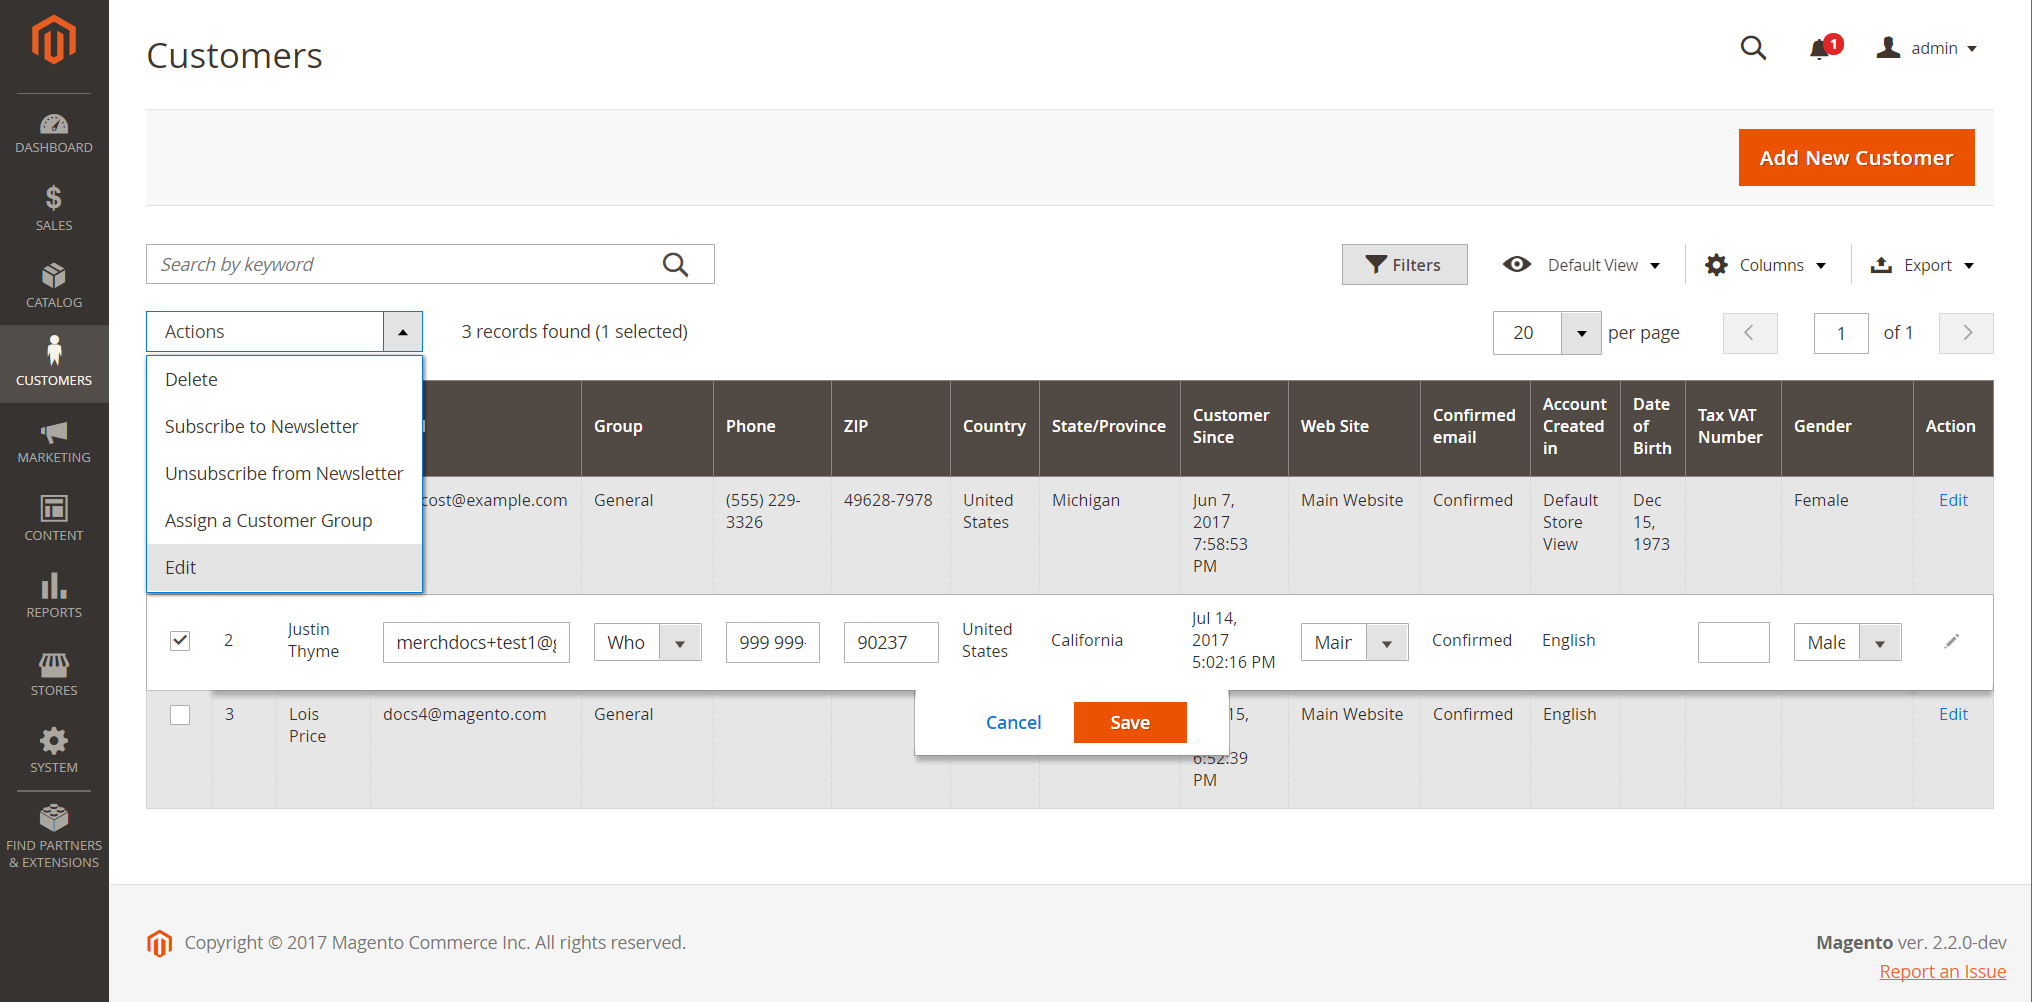 Customers
1
admin
DASHBOARD
SALES
CATALOG
CUSTOMERS
MARKETING
CONTENT
REPORTS
STORES
SYSTEM
FIND PARTNERS
& EXTENSIONS
Add New Customer
Search by keyword
Filters
Default View
Columns
Export
Actions
3 records found (1 selected)
20
per page
1
of 1
Delete
Subscribe to Newsletter
Unsubscribe from Newsletter
Assign a Customer Group
Edit
Group
Phone
ZIP
Country
State/Province
Customer
Since
Web Site
Confirmed
email
Account
Created
in
Date
of
Birth
Tax VAT
Number
Gender
Action
cost@example.com
General
(555) 229-
3326
49628-7978
United
States
Michigan
Jun 7,
2017
7:58:53
PM
Main Website
Confirmed
Default
Store
View
Dec
15,
1973
Female
Edit
2
Justin
Thyme
merchdocs+test1@
Who
999 999-
90237
United
States
California
Jul 14,
2017
5:02:16 PM
Mair
Confirmed
English
Male
3
Lois
Price
docs4@magento.com
General
15,
6:52:39
PM
Main Website
Confirmed
English
Edit
Cancel
Save
Copyright © 2017 Magento Commerce Inc. All rights reserved.
Magento ver. 2.2.0-dev
Report an Issue